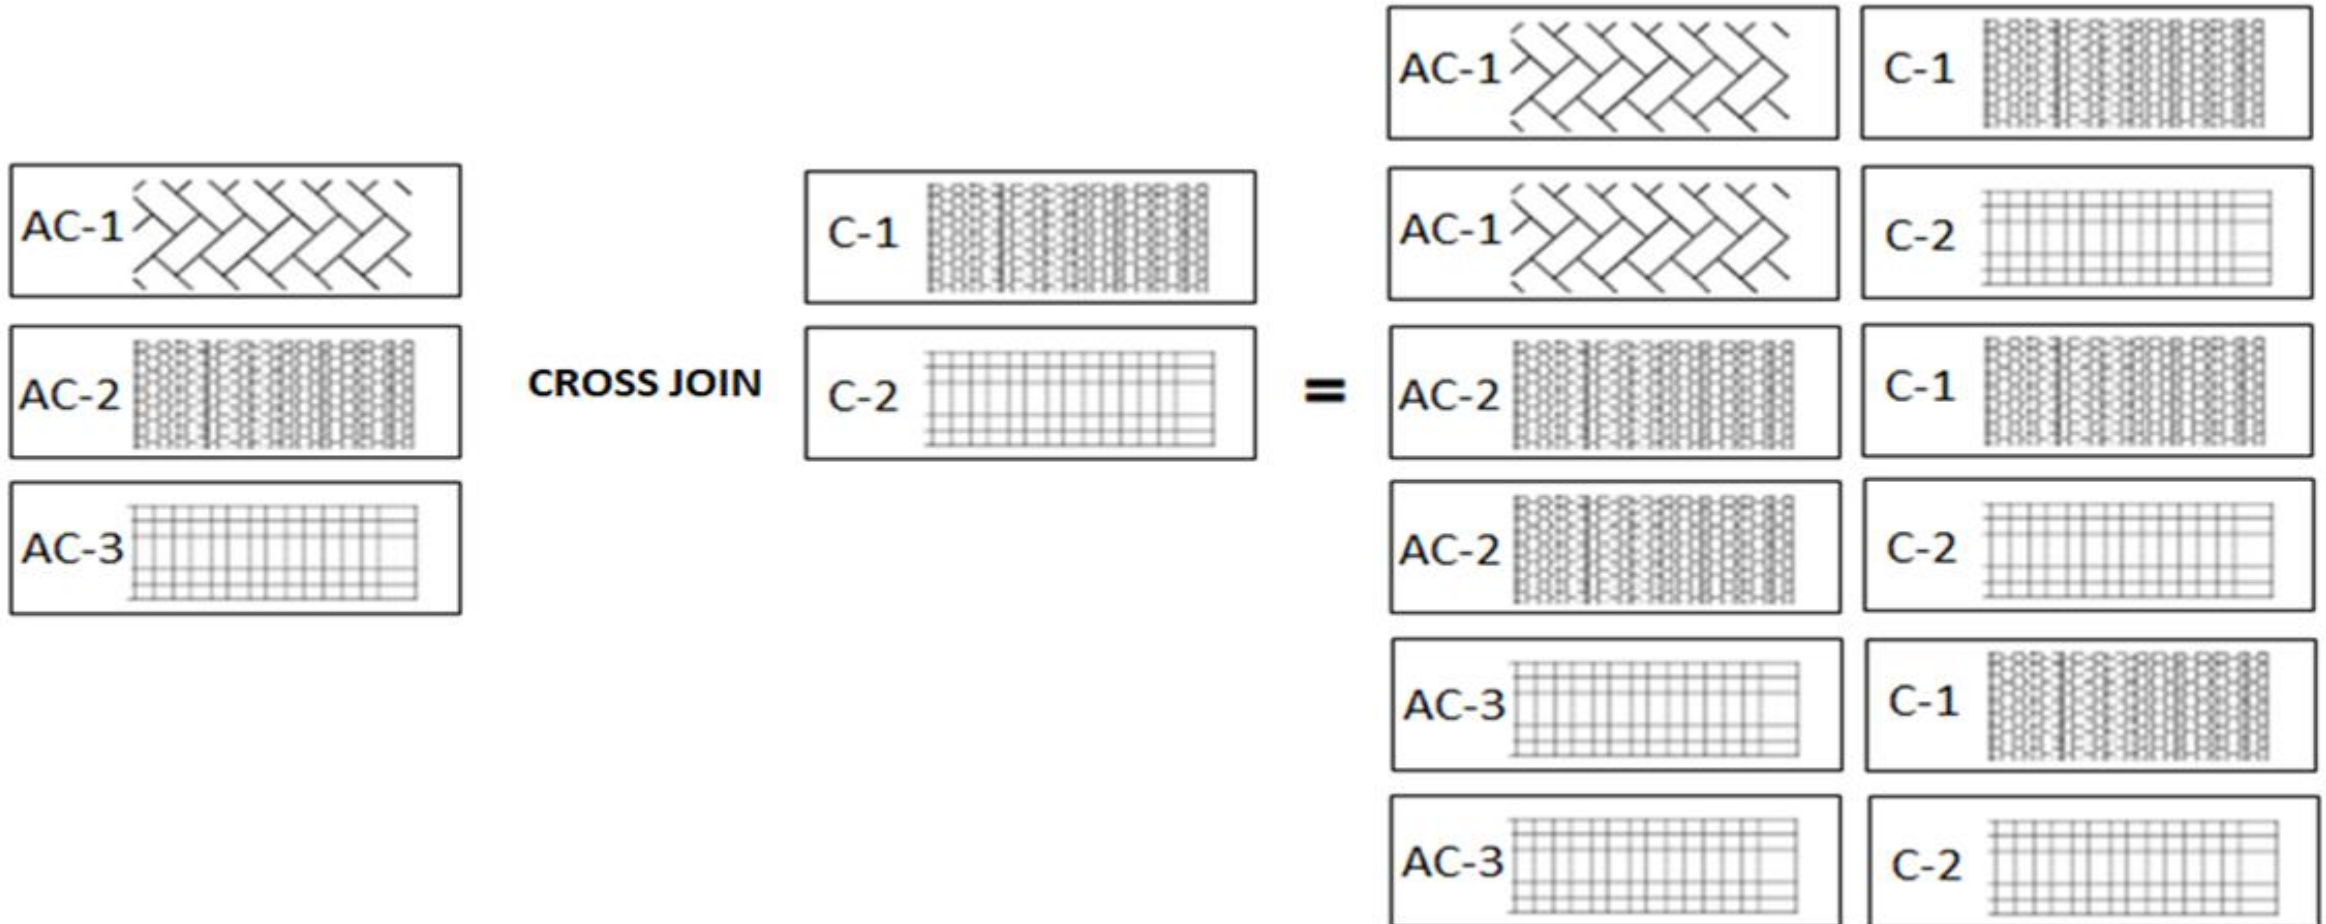 AC-1
AC-2
AC-3
CROSS JOIN
C-1
C-2
=
AC-1 C-1
AC-1 C-2
AC-2 C-1
AC-2 C-2
AC-3 C-1
AC-3 C-2